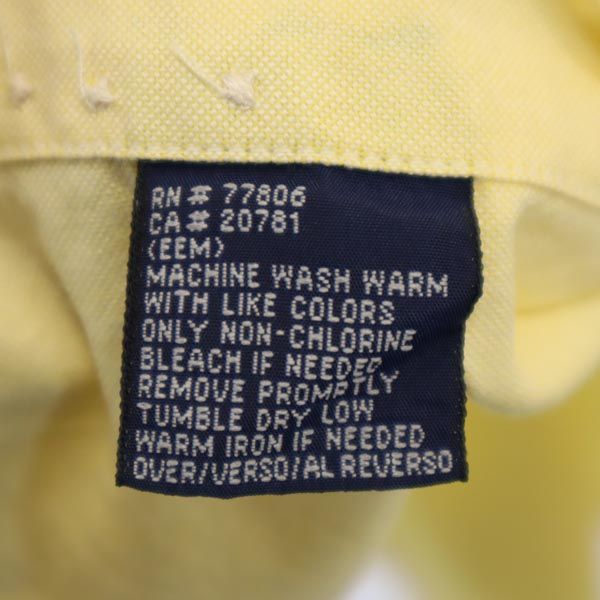 RN # 77806
CA # 20781
(EEM)
MACHINE WASH WARM
WITH LIKE COLORS
ONLY NON-CHLORINE
BLEACH IF NEEDED
REMOVE PROMPTLY
TUMBLE DRY LOW
WARM IRON IF NEEDED
OVER/VERSO/AL REVERSO